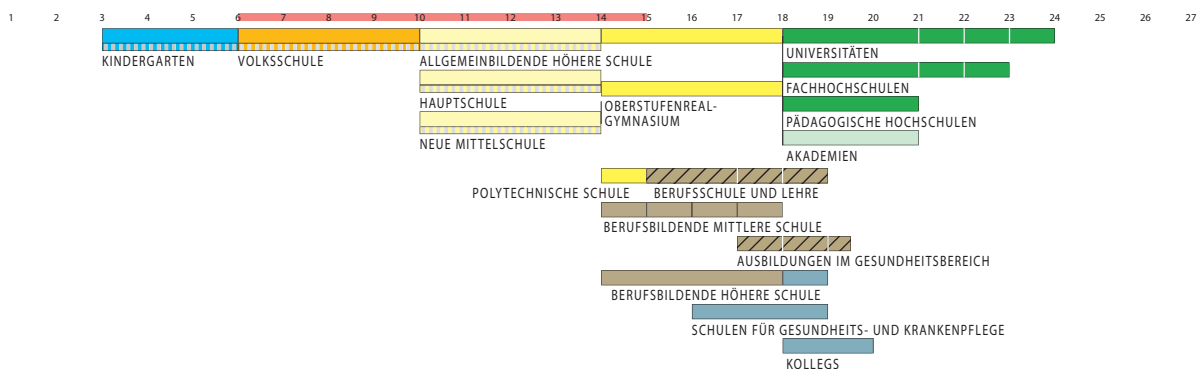 1 2 3 4 5 6 7 8 9 10 11 12 13 14 15 16 17 18 19 20 21 22 23 24 25 26 27
KINDERGARTEN
VOLKSSCHULE
ALLGEMEINBILDENDE HÖHERE SCHULE
UNIVERSITÄTEN
HAUPTSCHULE
OBERSTUFENREAL-
GYMNASIUM
FACHHOCHSCHULEN
NEUE MITTELSCHULE
PÄDAGOGISCHE HOCHSCHULEN
AKADEMIEN
POLYTECHNISCHE SCHULE
BERUFSSCHULE UND LEHRE
BERUFSBILDENDE MITTLERE SCHULE
AUSBILDUNGEN IM GESUNDHEITSBEREICH
BERUFSBILDENDE HÖHERE SCHULE
SCHULEN FÜR GESUNDHEITS- UND KRANKENPFLEGE
KOLLEGS